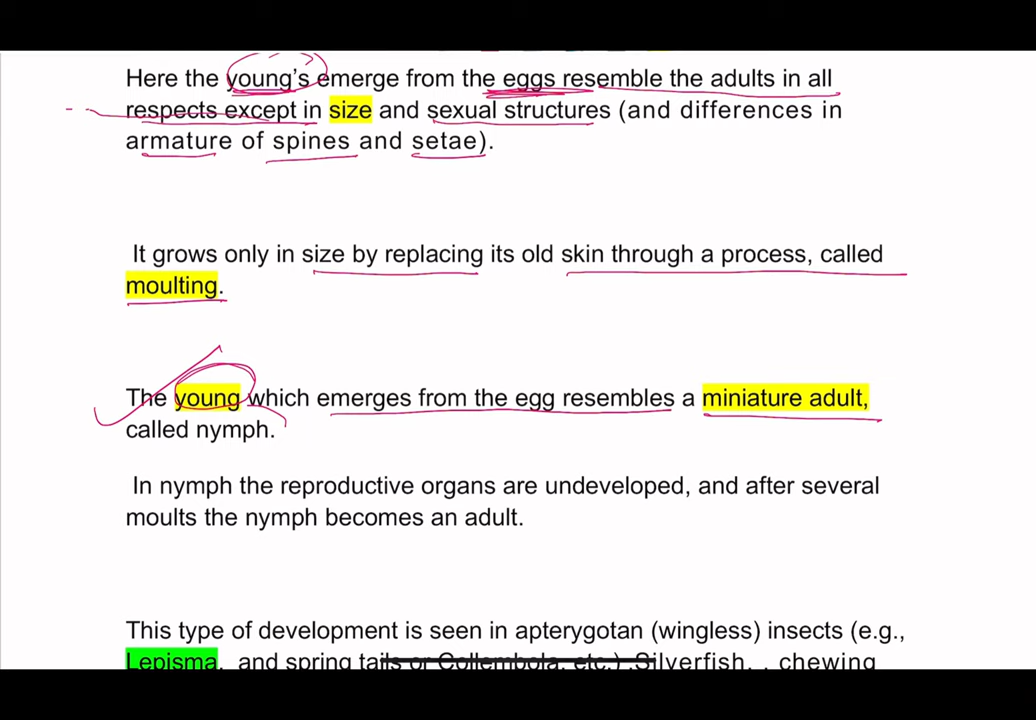 Here the young's emerge from the eggs resemble the adults in all
respects except in size and sexual structures (and differences in
armature of spines and setae).
It grows only in size by replacing its old skin through a process, called
moulting.
The young which emerges from the egg resembles a miniature adult,
called nymph.
In nymph the reproductive organs are undeveloped, and after several
moults the nymph becomes an adult.
This type of development is seen in apterygotan (wingless) insects (e.g.,
Lepisma, and spring tails or Collembola, etc.) ,Silverfish, , chewing